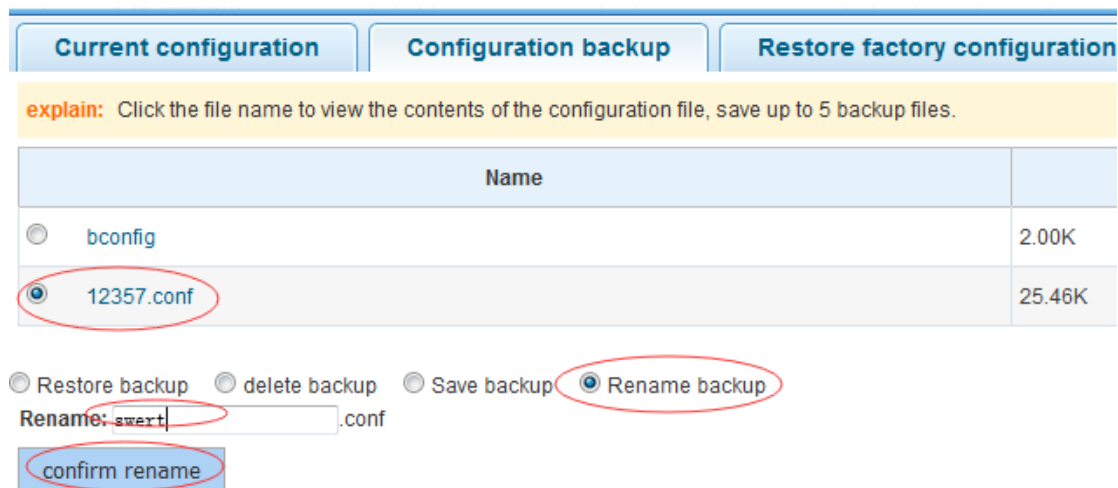 Current configuration Configuration backup Restore factory configuration
explain: Click the file name to view the contents of the configuration file, save up to 5 backup files.
Name
bconfig 2.00K
12357.conf 25.46K
Restore backup delete backup Save backup Rename backup
Rename: swert .conf
confirm rename